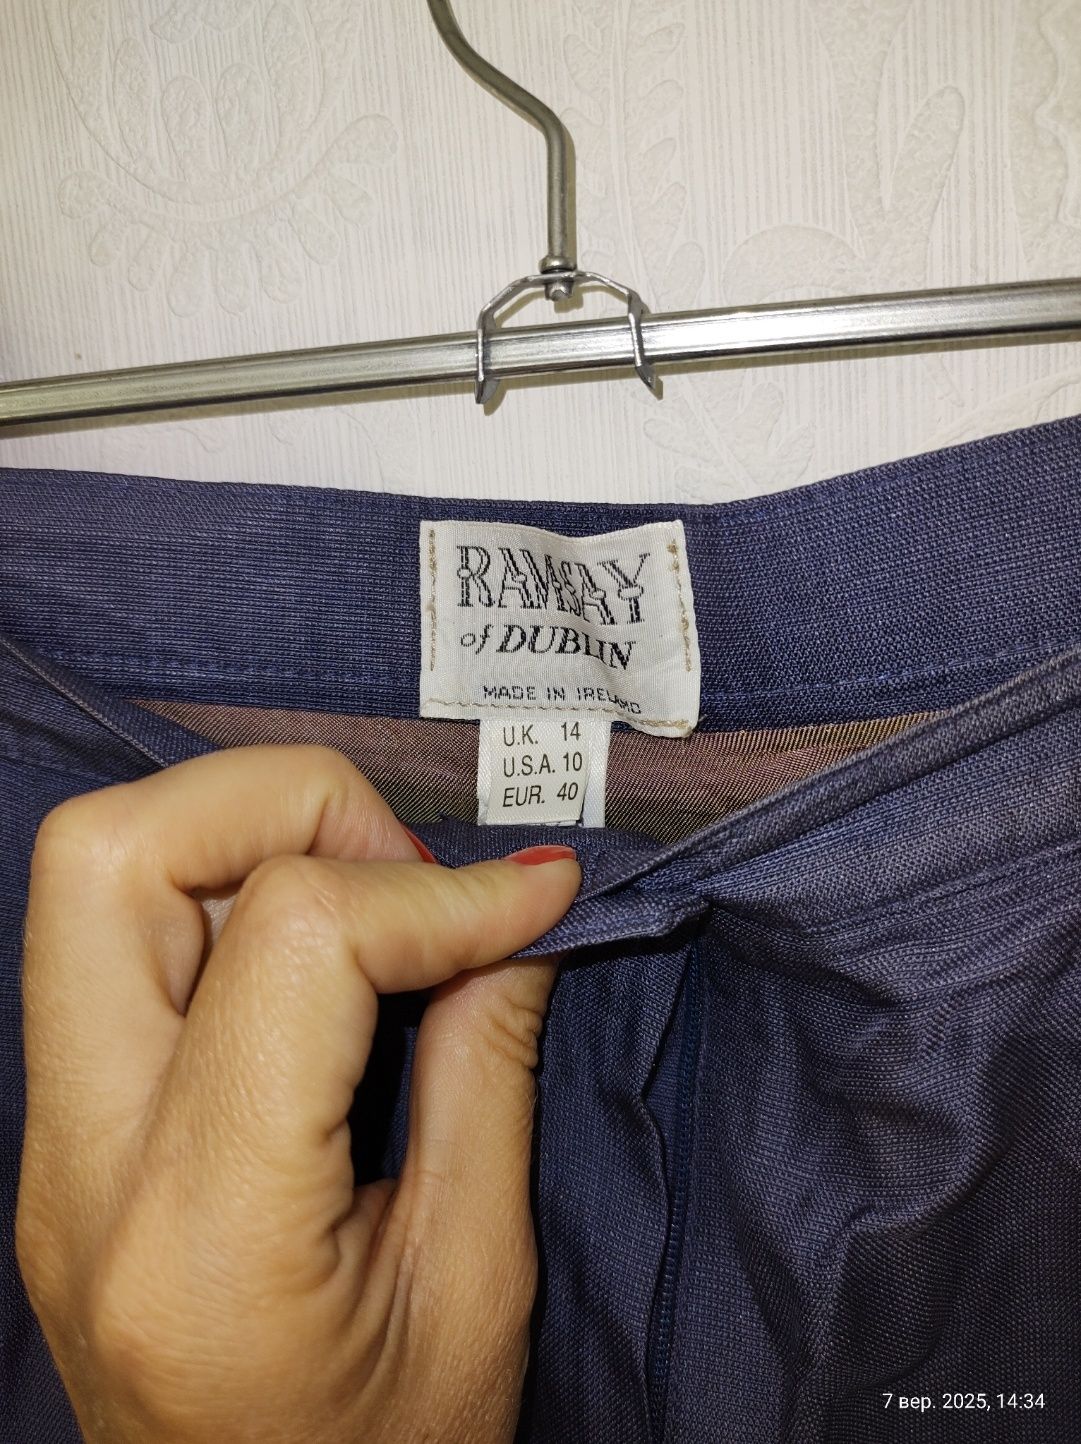 RAMSAY
of DUBLIN
MADE IN IRELAND
U.K. 14
U.S.A. 10
EUR. 40
7 вер. 2025, 14:34